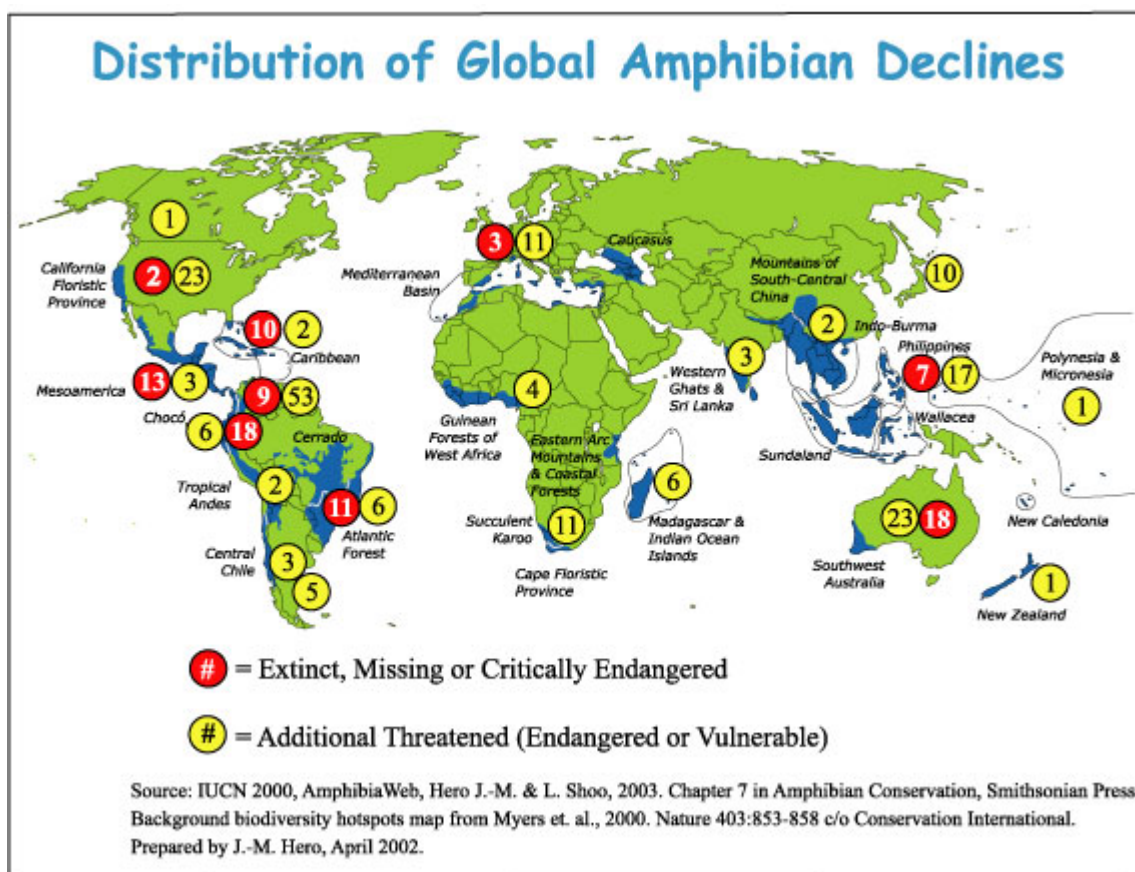 Distribution of Global Amphibian Declines
1
California
Floristic
Province
2
23
Mediterranean
Basin
3
11
Caucasus
Mountains of
South-Central
China
10
10
2
Caribbean
2
Indo-Burma
Philippines
Mesoamerica
13
3
9
53
Chocó
6
18
Cerrado
4
Guinean
Forests of
West Africa
3
Western
Ghats &
Sri Lanka
7
17
Polynesia &
Micronesia
1
Wallacea
Sundaland
Eastern Arc
Mountains
& Coastal
Forests
Tropical
Andes
2
11
6
Atlantic
Forest
Succulent
Karoo
11
6
Madagascar &
Indian Ocean
Islands
23
18
New Caledonia
Central
Chile
3
5
Cape Floristic
Province
Southwest
Australia
1
New Zealand
# = Extinct, Missing or Critically Endangered
# = Additional Threatened (Endangered or Vulnerable)
Source: IUCN 2000, AmphibiaWeb, Hero J.-M. & L. Shoo, 2003. Chapter 7 in Amphibian Conservation, Smithsonian Press
Background biodiversity hotspots map from Myers et. al., 2000. Nature 403:853-858 c/o Conservation International.
Prepared by J.-M. Hero, April 2002.